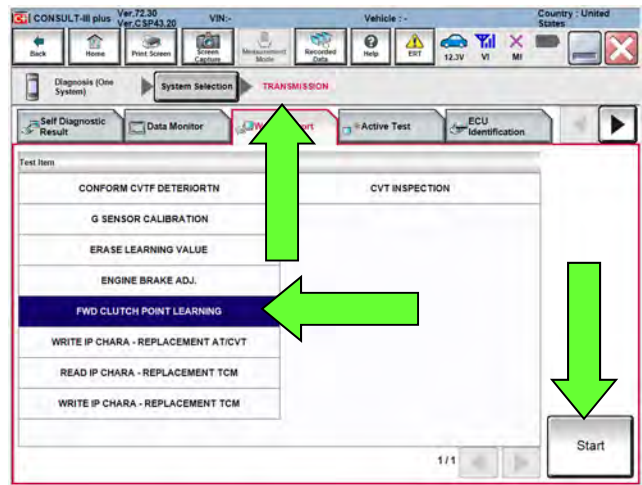 CONSULT-III plus
Ver.72.30
Ver.CSP43.20
VIN:-
Vehicle : -
Country : United States
Back
Home
Print Screen
Screen Capture
Measurement Mode
Recorded Data
Help
ERT
12.3V
VI
MI
Diagnosis (One System)
System Selection
TRANSMISSION
Self Diagnostic Result
Data Monitor
Active Test
ECU Identification
Test Item
CONFORM CVTF DETERIORTN
CVT INSPECTION
G SENSOR CALIBRATION
ERASE LEARNING VALUE
ENGINE BRAKE ADJ.
FWD CLUTCH POINT LEARNING
WRITE IP CHARA - REPLACEMENT AT/CVT
READ IP CHARA - REPLACEMENT TCM
WRITE IP CHARA - REPLACEMENT TCM
1/1
Start